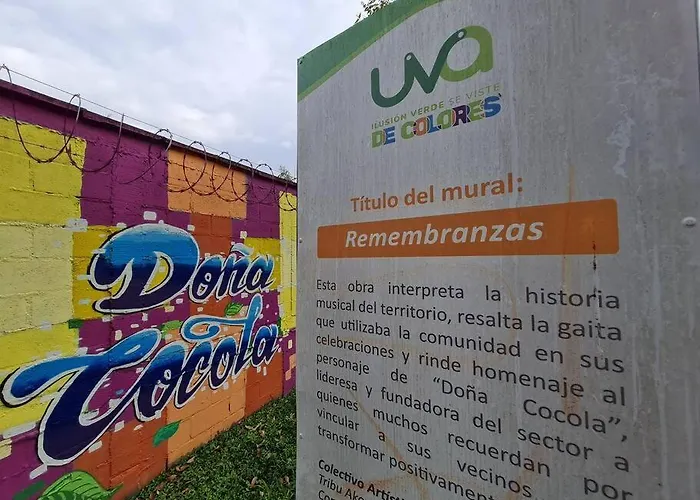 Doña
Cocola
uva
ILUSIÓN VERDE SE VISTE
DE COLORES
Título del mural:
Remembranzas
Esta obra interpreta la historia
musical del territorio, resalta la gaita
que utilizaba la comunidad en sus
celebraciones y rinde homenaje al
personaje de “Doña Cocola”,
lideresa y fundadora del sector a
quienes muchos recuerdan por
vincular a sus vecinos
transformar positivament
Colectivo Artíst
Tribu Ake